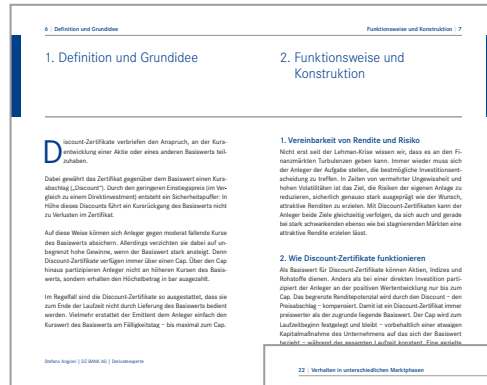 6 | Definition und Grundidee
1. Definition und Grundidee
Discount-Zertifikate verbriefen den Anspruch, an der Kurs-
entwicklung einer Aktie oder eines anderen Basiswerts teil-
zuhaben.
Dabei gewährt das Zertifikat gegenüber dem Basiswert einen Kurs-
abschlag („Discount“). Durch den geringeren Einstiegspreis (im Ver-
gleich zu einem Direktinvestment) entsteht ein Sicherheitspuffer: In
Höhe dieses Discounts führt ein Kursrückgang des Basiswerts nicht
zu Verlusten im Zertifikat.
Auf diese Weise können sich Anleger gegen moderat fallende Kurse
des Basiswerts absichern. Allerdings verzichten sie dabei auf un-
begrenzt hohe Gewinne, wenn der Basiswert stark ansteigt. Denn
Discount-Zertifikate verfügen immer über einen Cap. Über den Cap
hinaus partizipieren Anleger nicht an höheren Kursen des Basis-
werts, sondern erhalten den Höchstbetrag in bar ausgezahlt.
Im Regelfall sind die Discount-Zertifikate so ausgestattet, dass sie
zum Ende der Laufzeit nicht durch Lieferung des Basiswerts bedient
werden. Vielmehr erstattet der Emittent dem Anleger einfach den
Kurswert des Basiswerts am Fälligkeitstag – bis maximal zum Cap.
Stefano Angioni | DZ BANK AG | Derivateexperte
Funktionsweise und Konstruktion | 7
2. Funktionsweise und
Konstruktion
1. Vereinbarkeit von Rendite und Risiko
Nicht erst seit der Lehman-Krise wissen wir, dass es an den Fi-
nanzmärkten Turbulenzen geben kann. Immer wieder muss sich
der Anleger der Aufgabe stellen, die bestmögliche Investitionsent-
scheidung zu treffen. In Zeiten von vermehrter Ungewissheit und
hohen Volatilitäten ist das Ziel, die Risiken der eigenen Anlage zu
reduzieren, sicherlich genauso stark ausgeprägt wie der Wunsch,
attraktive Renditen zu erzielen. Mit Discount-Zertifikaten kann der
Anleger beide Ziele gleichzeitig verfolgen, da sich auch und gerade
bei stark schwankenden ebenso wie bei stagnierenden Märkten eine
attraktive Rendite erzielen lässt.
2. Wie Discount-Zertifikate funktionieren
Als Basiswert für Discount-Zertifikate können Aktien, Indizes und
Rohstoffe dienen. Anders als bei einer direkten Investition parti-
zipiert der Anleger an der positiven Wertentwicklung nur bis zum
Cap. Das begrenzte Renditepotenzial wird durch den Discount – den
Preisabschlag – kompensiert. Damit ist ein Discount-Zertifikat immer
preiswerter als der zugrunde liegende Basiswert. Der Cap wird zum
Laufzeitbeginn festgelegt und bleibt – vorbehaltlich einer etwaigen
Kapitalmaßnahme des Unternehmens auf das sich der Basiswert
bezieht – während der gesamten Laufzeit konstant. Eine gezielte
22 | Verhalten in unterschiedlichen Marktphasen